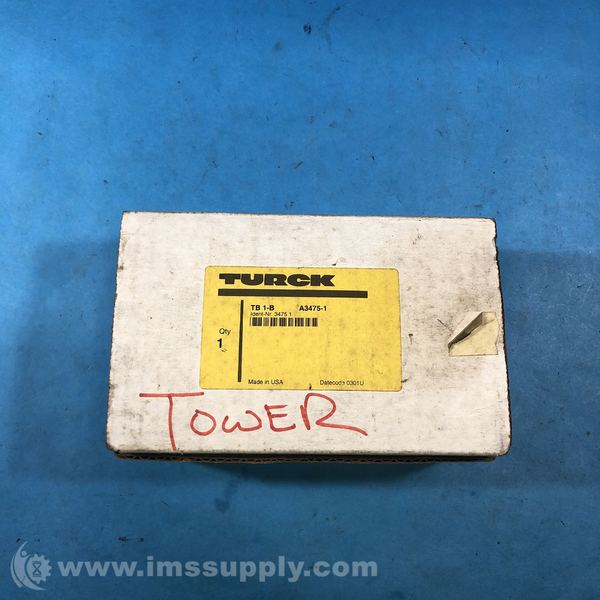 TURCK
TB 1-B A3475-1
Ident-Nr. 3475 1
Qty
1
Made in USA Datecode 0301U
TOWER
www.imssupply.com